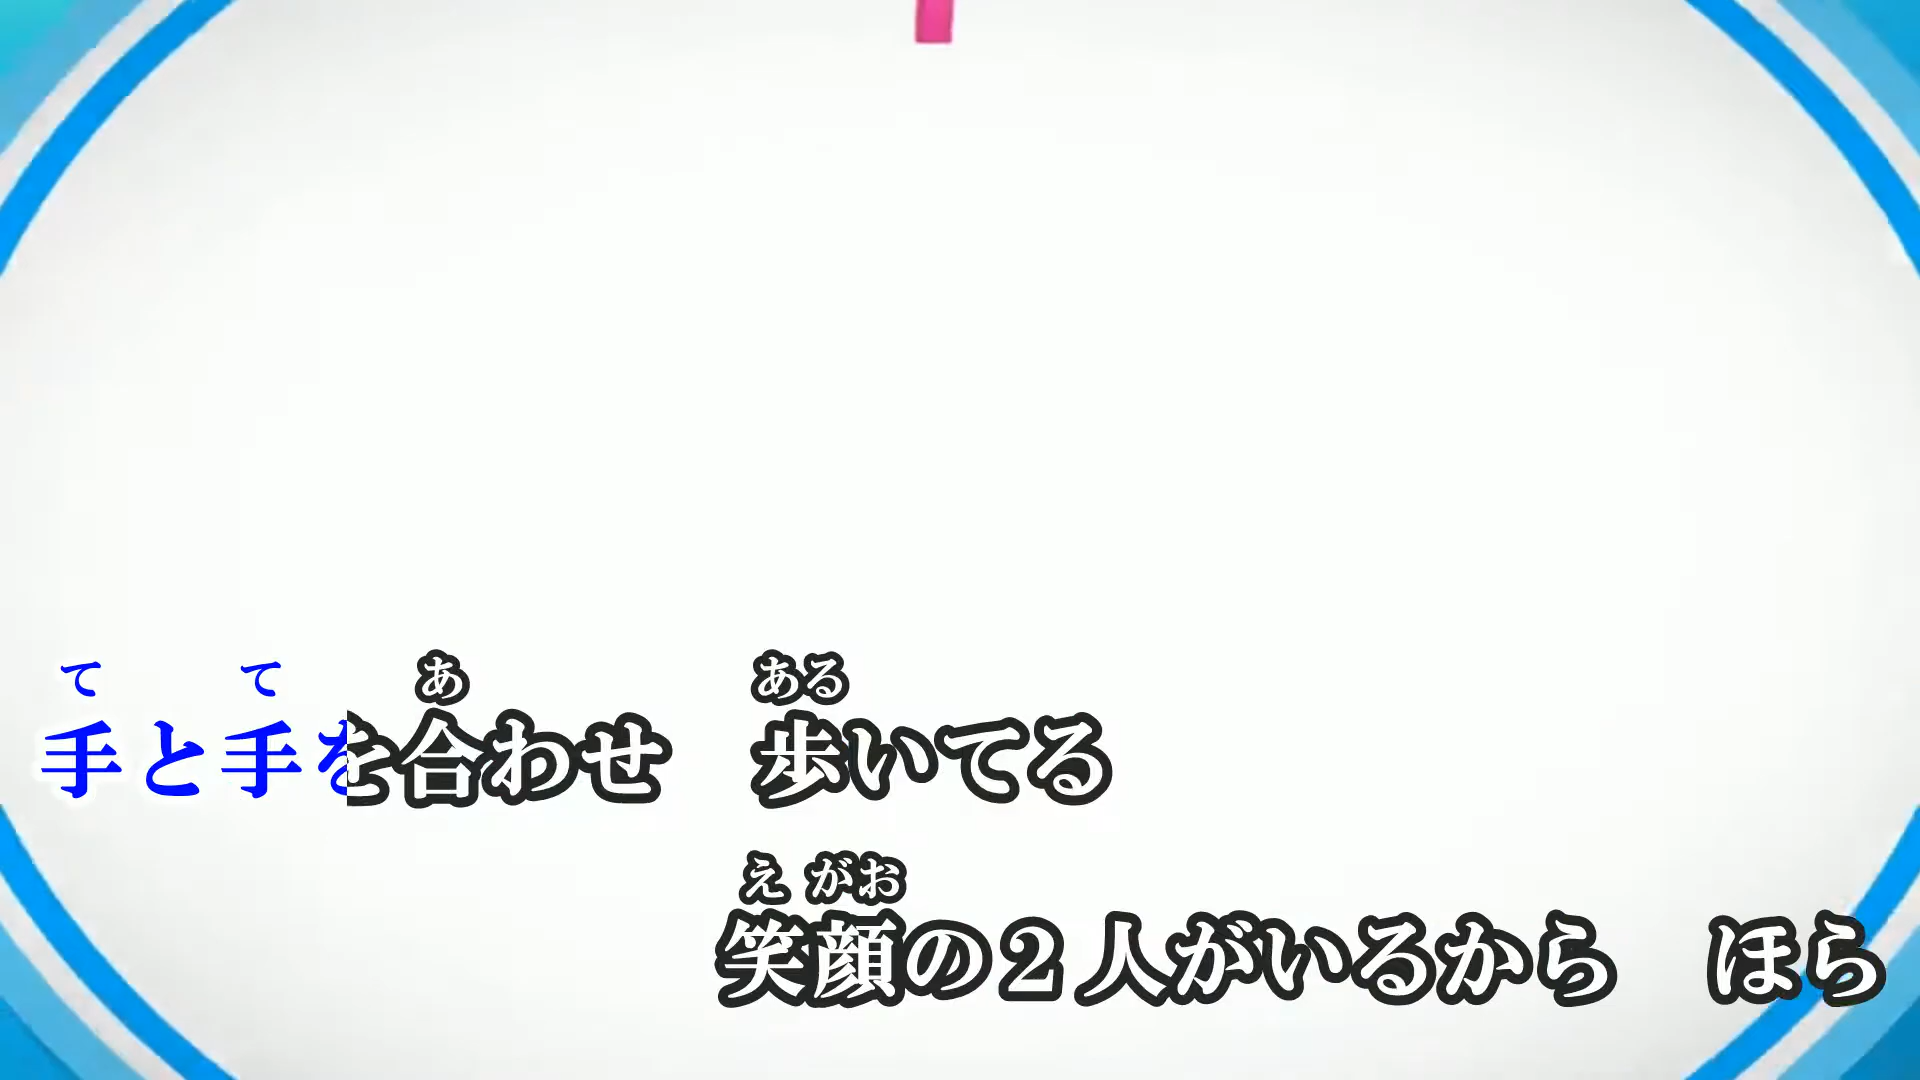 て て あ ある
手と手を合わせ　歩いてる
え がお
笑顔の２人がいるから　ほら